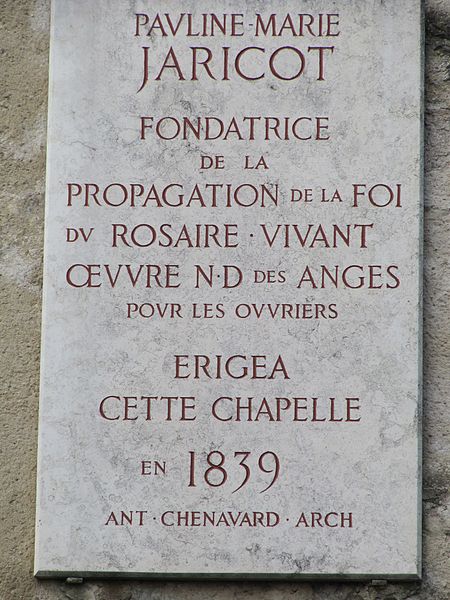 PAVLINE-MARIE
JARICOT
FONDATRICE
DE LA
PROPAGATION DE LA FOI
DV ROSAIRE · VIVANT
ŒVVRE N·D DES ANGES
POVR LES OVVRIERS
ERIGEA
CETTE CHAPELLE
EN 1839
ANT · CHENAVARD · ARCH